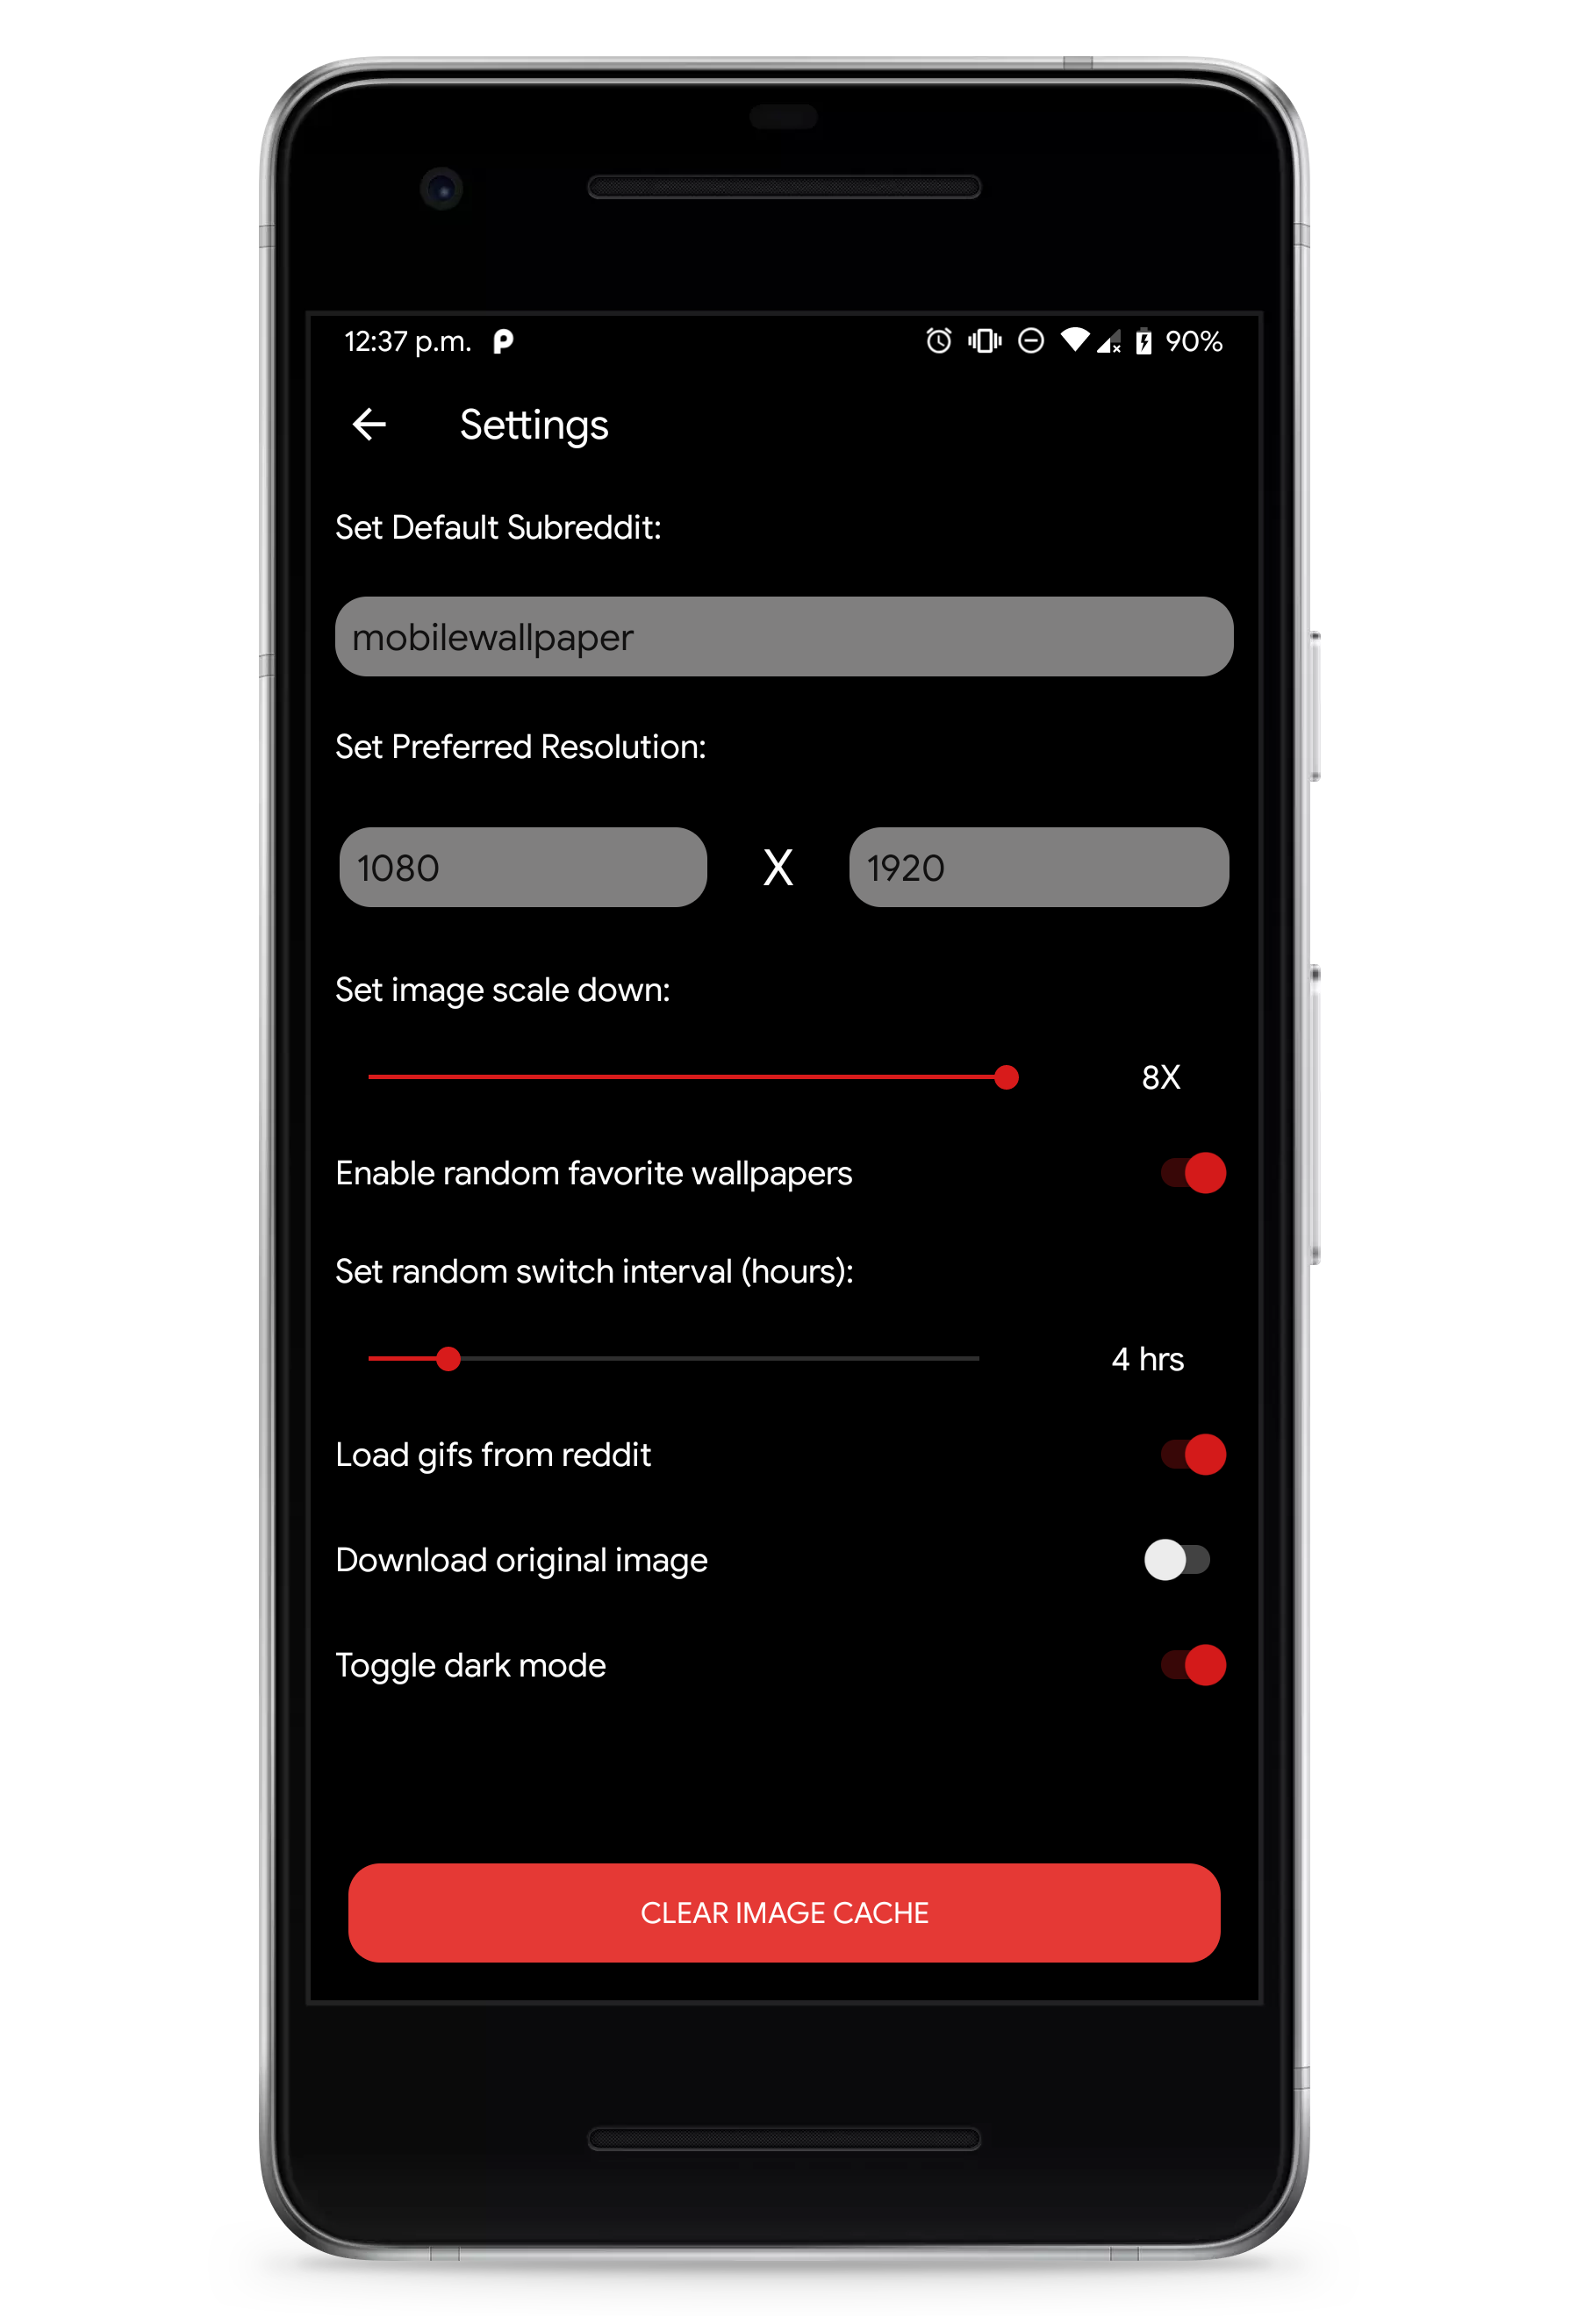 12:37 p.m. 90%
Settings
Set Default Subreddit:
mobilewallpaper
Set Preferred Resolution:
1080 X 1920
Set image scale down:
8X
Enable random favorite wallpapers
Set random switch interval (hours):
4 hrs
Load gifs from reddit
Download original image
Toggle dark mode
CLEAR IMAGE CACHE